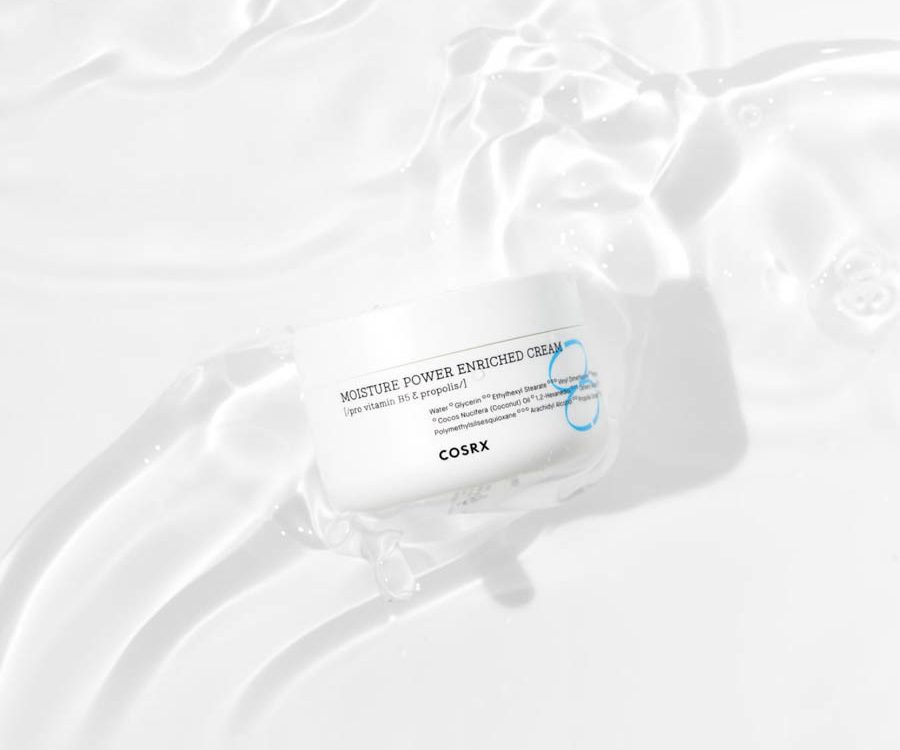 MOISTURE POWER ENRICHED CREAM
[/pro vitamin B5 & propolis/]
Water Glycerin Ethylhexyl Stearate Vinyl
Cocos Nucifera (Coconut) Oil 1,2-Hexanediol
Polymethylsilsesquioxane Arachidyl Alcohol
COSRX